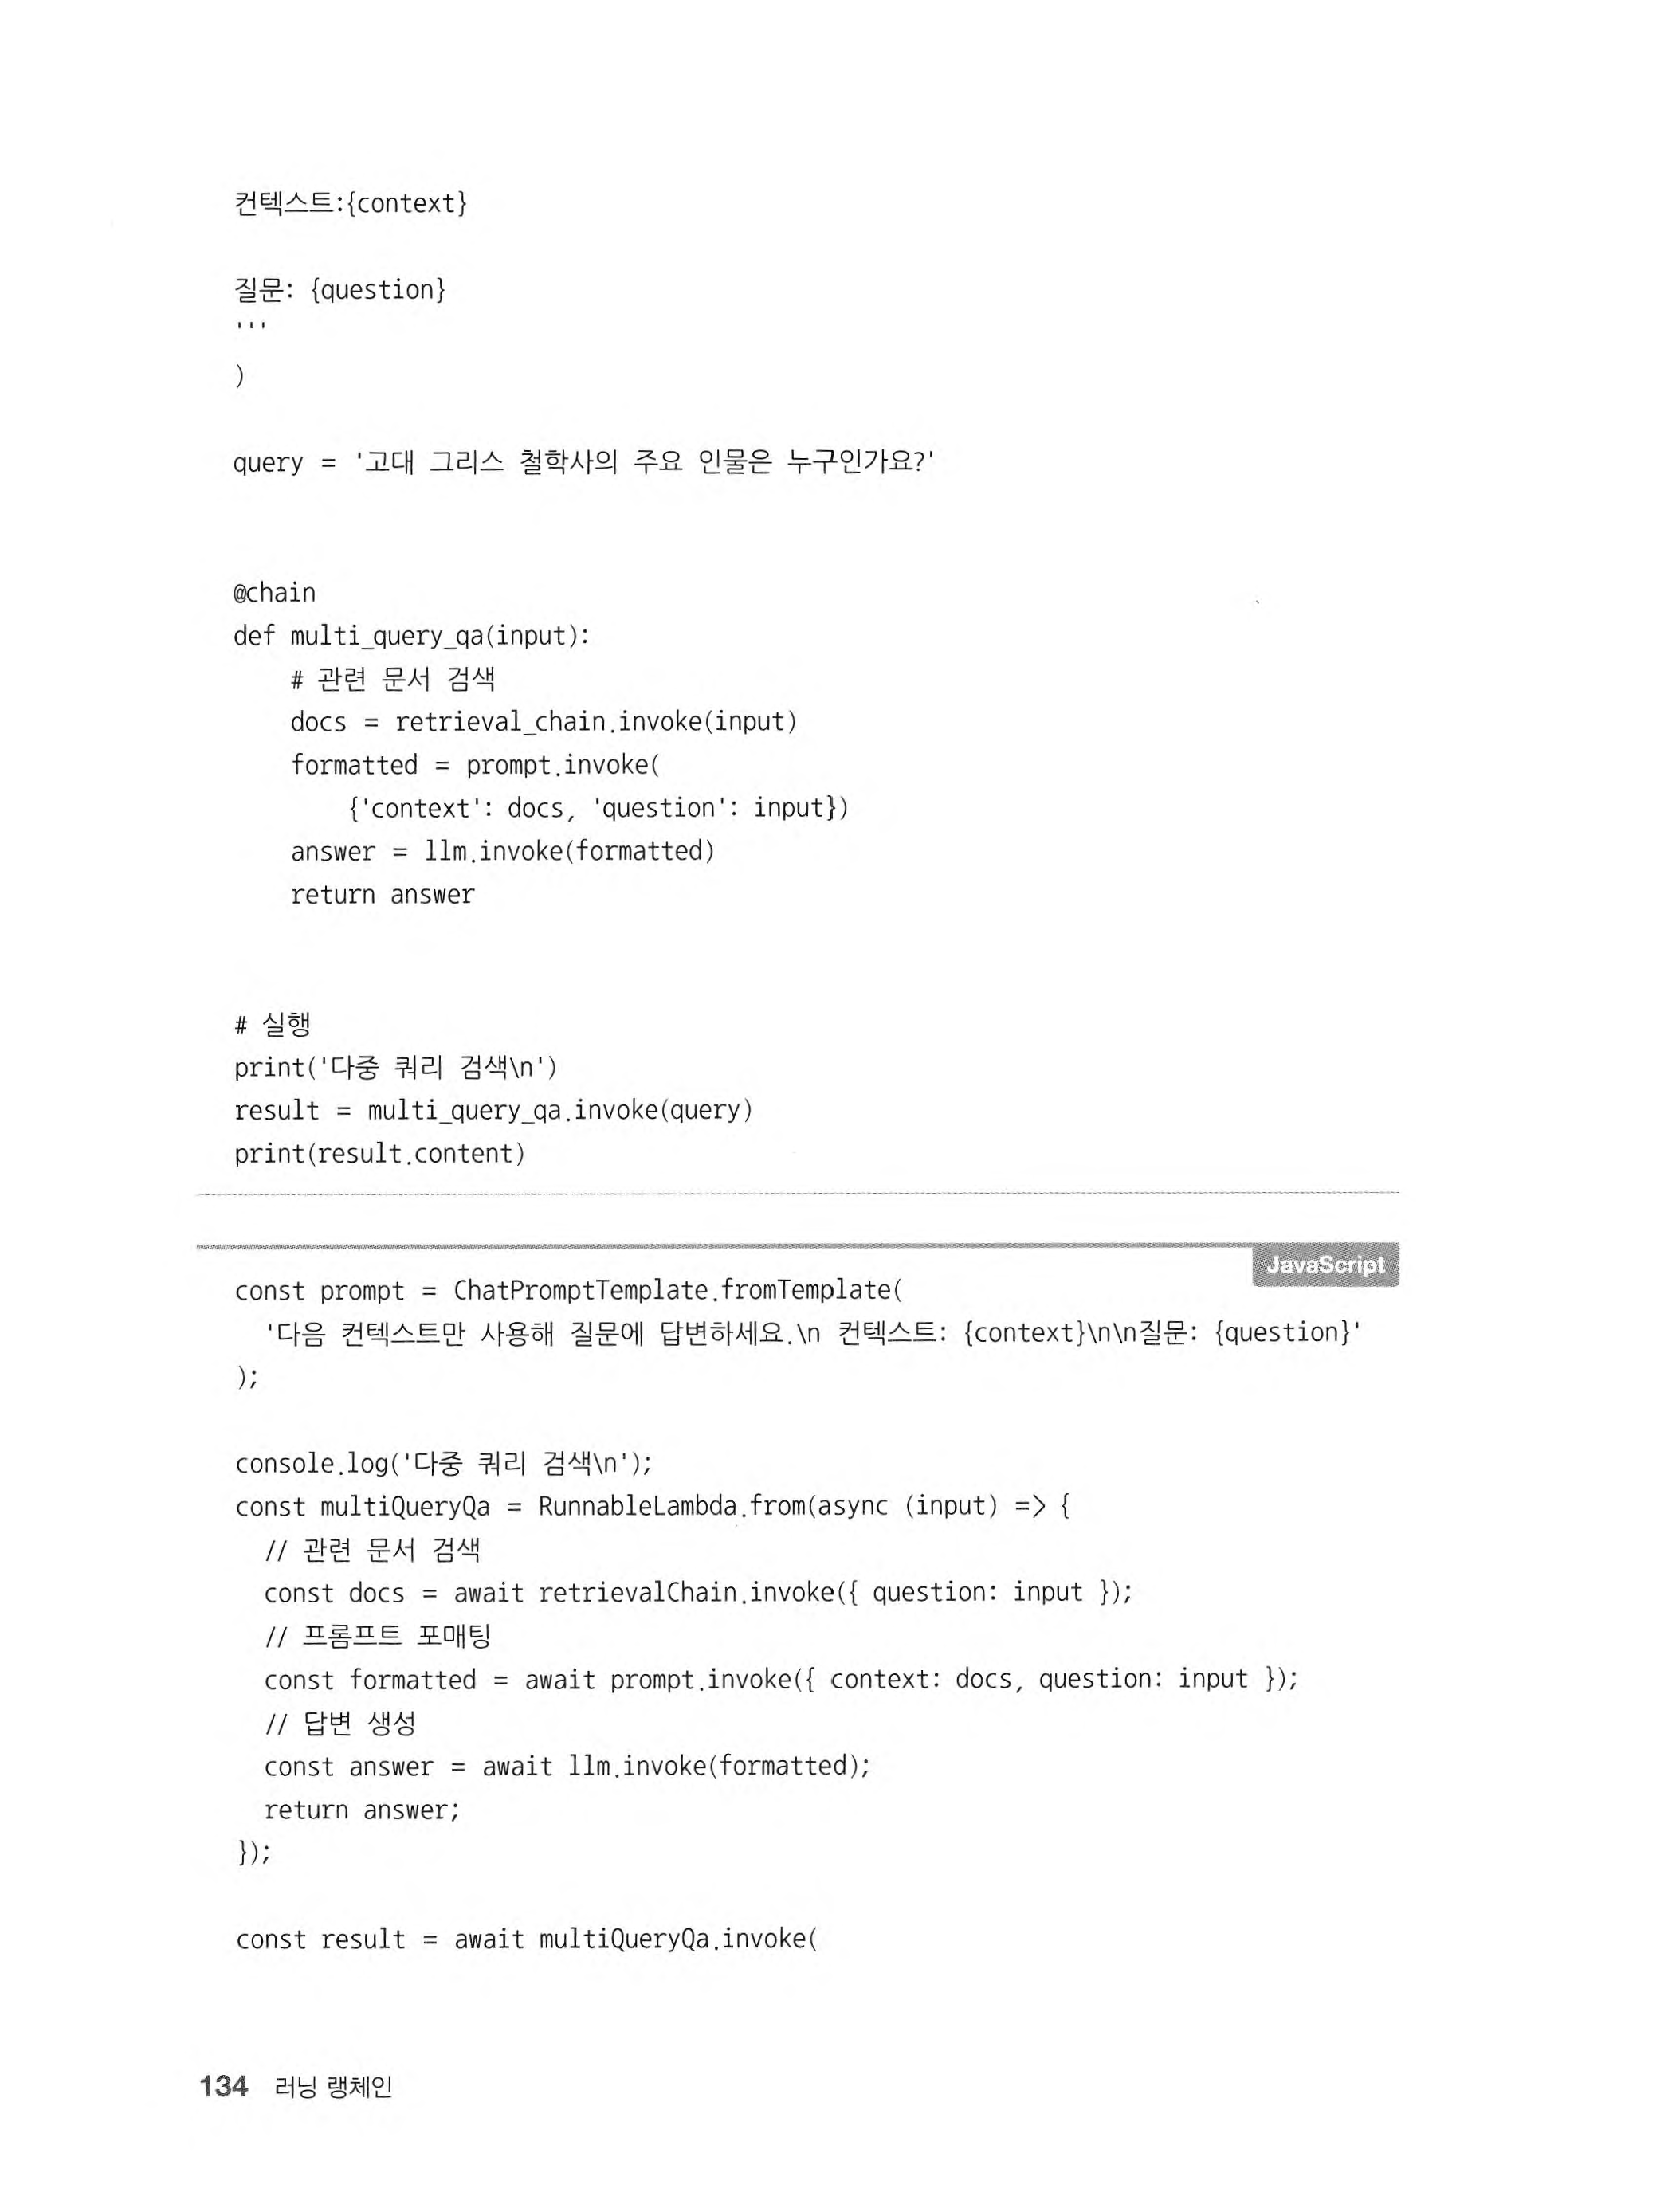 컨텍스트:{context}
질문: {question}
'''
)
query = '고대 그리스 철학사의 주요 인물은 누구인가요?'
@chain
def multi_query_qa(input):
    # 관련 문서 검색
    docs = retrieval_chain.invoke(input)
    formatted = prompt.invoke(
        {'context': docs, 'question': input})
    answer = llm.invoke(formatted)
    return answer
# 실행
print('다중 쿼리 검색\n')
result = multi_query_qa.invoke(query)
print(result.content)
JavaScript
const prompt = ChatPromptTemplate.fromTemplate(
  '다음 컨텍스트만 사용해 질문에 답변하세요.\n 컨텍스트: {context}\n\n질문: {question}'
);
console.log('다중 쿼리 검색\n');
const multiQueryQa = RunnableLambda.from(async (input) => {
  // 관련 문서 검색
  const docs = await retrievalChain.invoke({ question: input });
  // 프롬프트 포매팅
  const formatted = await prompt.invoke({ context: docs, question: input });
  // 답변 생성
  const answer = await llm.invoke(formatted);
  return answer;
});
const result = await multiQueryQa.invoke(
134 러닝 랭체인